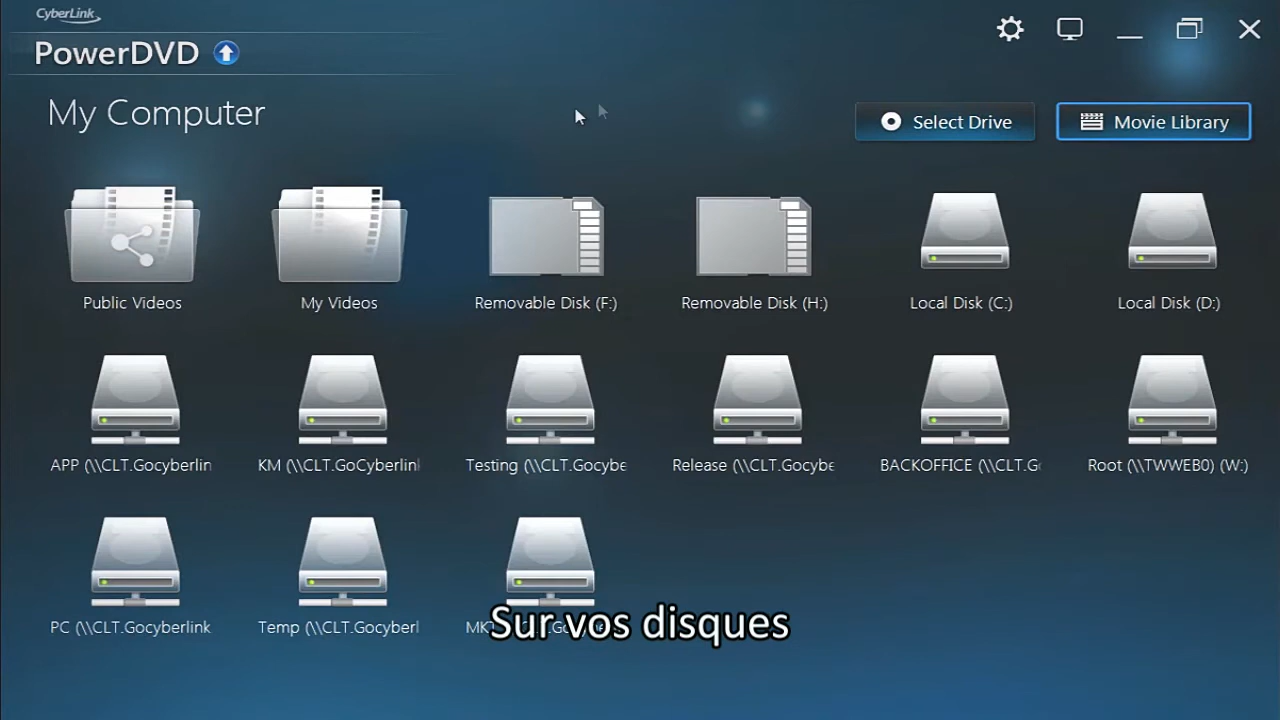 CyberLink
PowerDVD
My Computer
Select Drive
Movie Library
Public Videos
My Videos
Removable Disk (F:)
Removable Disk (H:)
Local Disk (C:)
Local Disk (D:)
APP (\\CLT.Gocyberlin
KM (\\CLT.GoCyberlink
Testing (\\CLT.Gocybe
Release (\\CLT.Gocybe
BACKOFFICE (\\CLT.G
Root (\\TWWEB0) (W:)
PC (\\CLT.Gocyberlink
Temp (\\CLT.Gocyberl
Sur vos disques